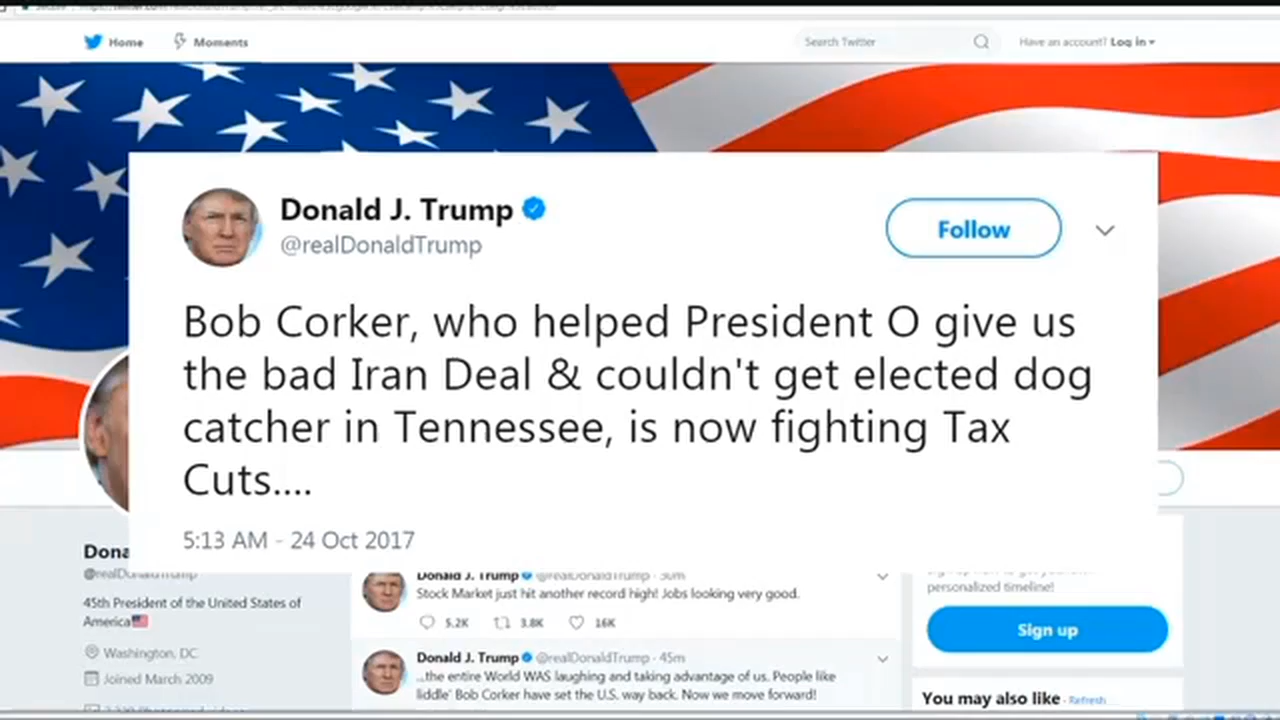 Home
Moments
Search Twitter
Have an account? Log in
Donald J. Trump
@realDonaldTrump
Follow
Bob Corker, who helped President O give us
the bad Iran Deal & couldn't get elected dog
catcher in Tennessee, is now fighting Tax
Cuts....
5:13 AM - 24 Oct 2017
Dona
@realDonaldTrump
45th President of the United States of
America
Washington, DC
Joined March 2009
Donald J. Trump @realDonaldTrump · 30m
Stock Market just hit another record high! Jobs looking very good.
5.2K 3.8K 16K
Donald J. Trump @realDonaldTrump · 45m
...the entire World WAS laughing and taking advantage of us. People like
liddle' Bob Corker have set the U.S. way back. Now we move forward!
personalized timeline!
Sign up
You may also like · Refresh